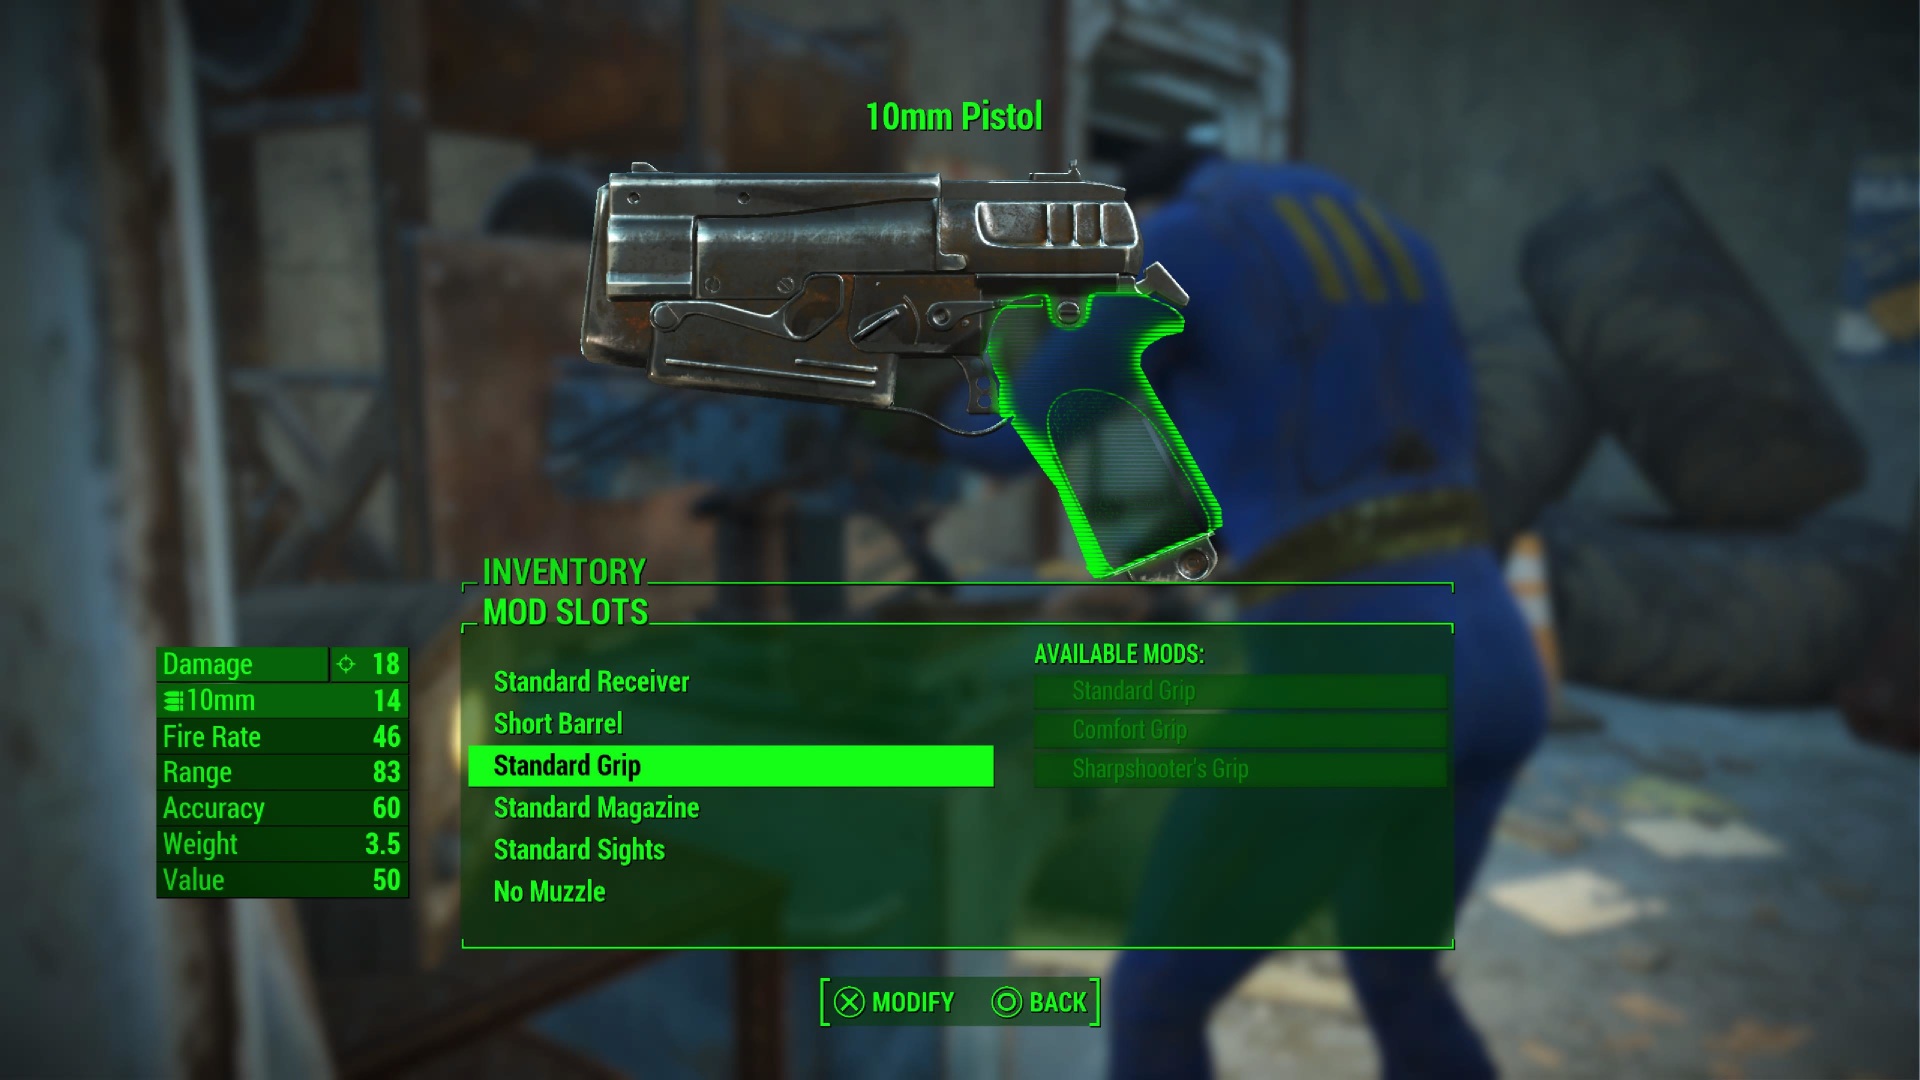 10mm Pistol
INVENTORY
MOD SLOTS
Damage 18
10mm 14
Fire Rate 46
Range 83
Accuracy 60
Weight 3.5
Value 50
Standard Receiver
Short Barrel
Standard Grip
Standard Magazine
Standard Sights
No Muzzle
AVAILABLE MODS:
Standard Grip
Comfort Grip
Sharpshooter's Grip
MODIFY BACK